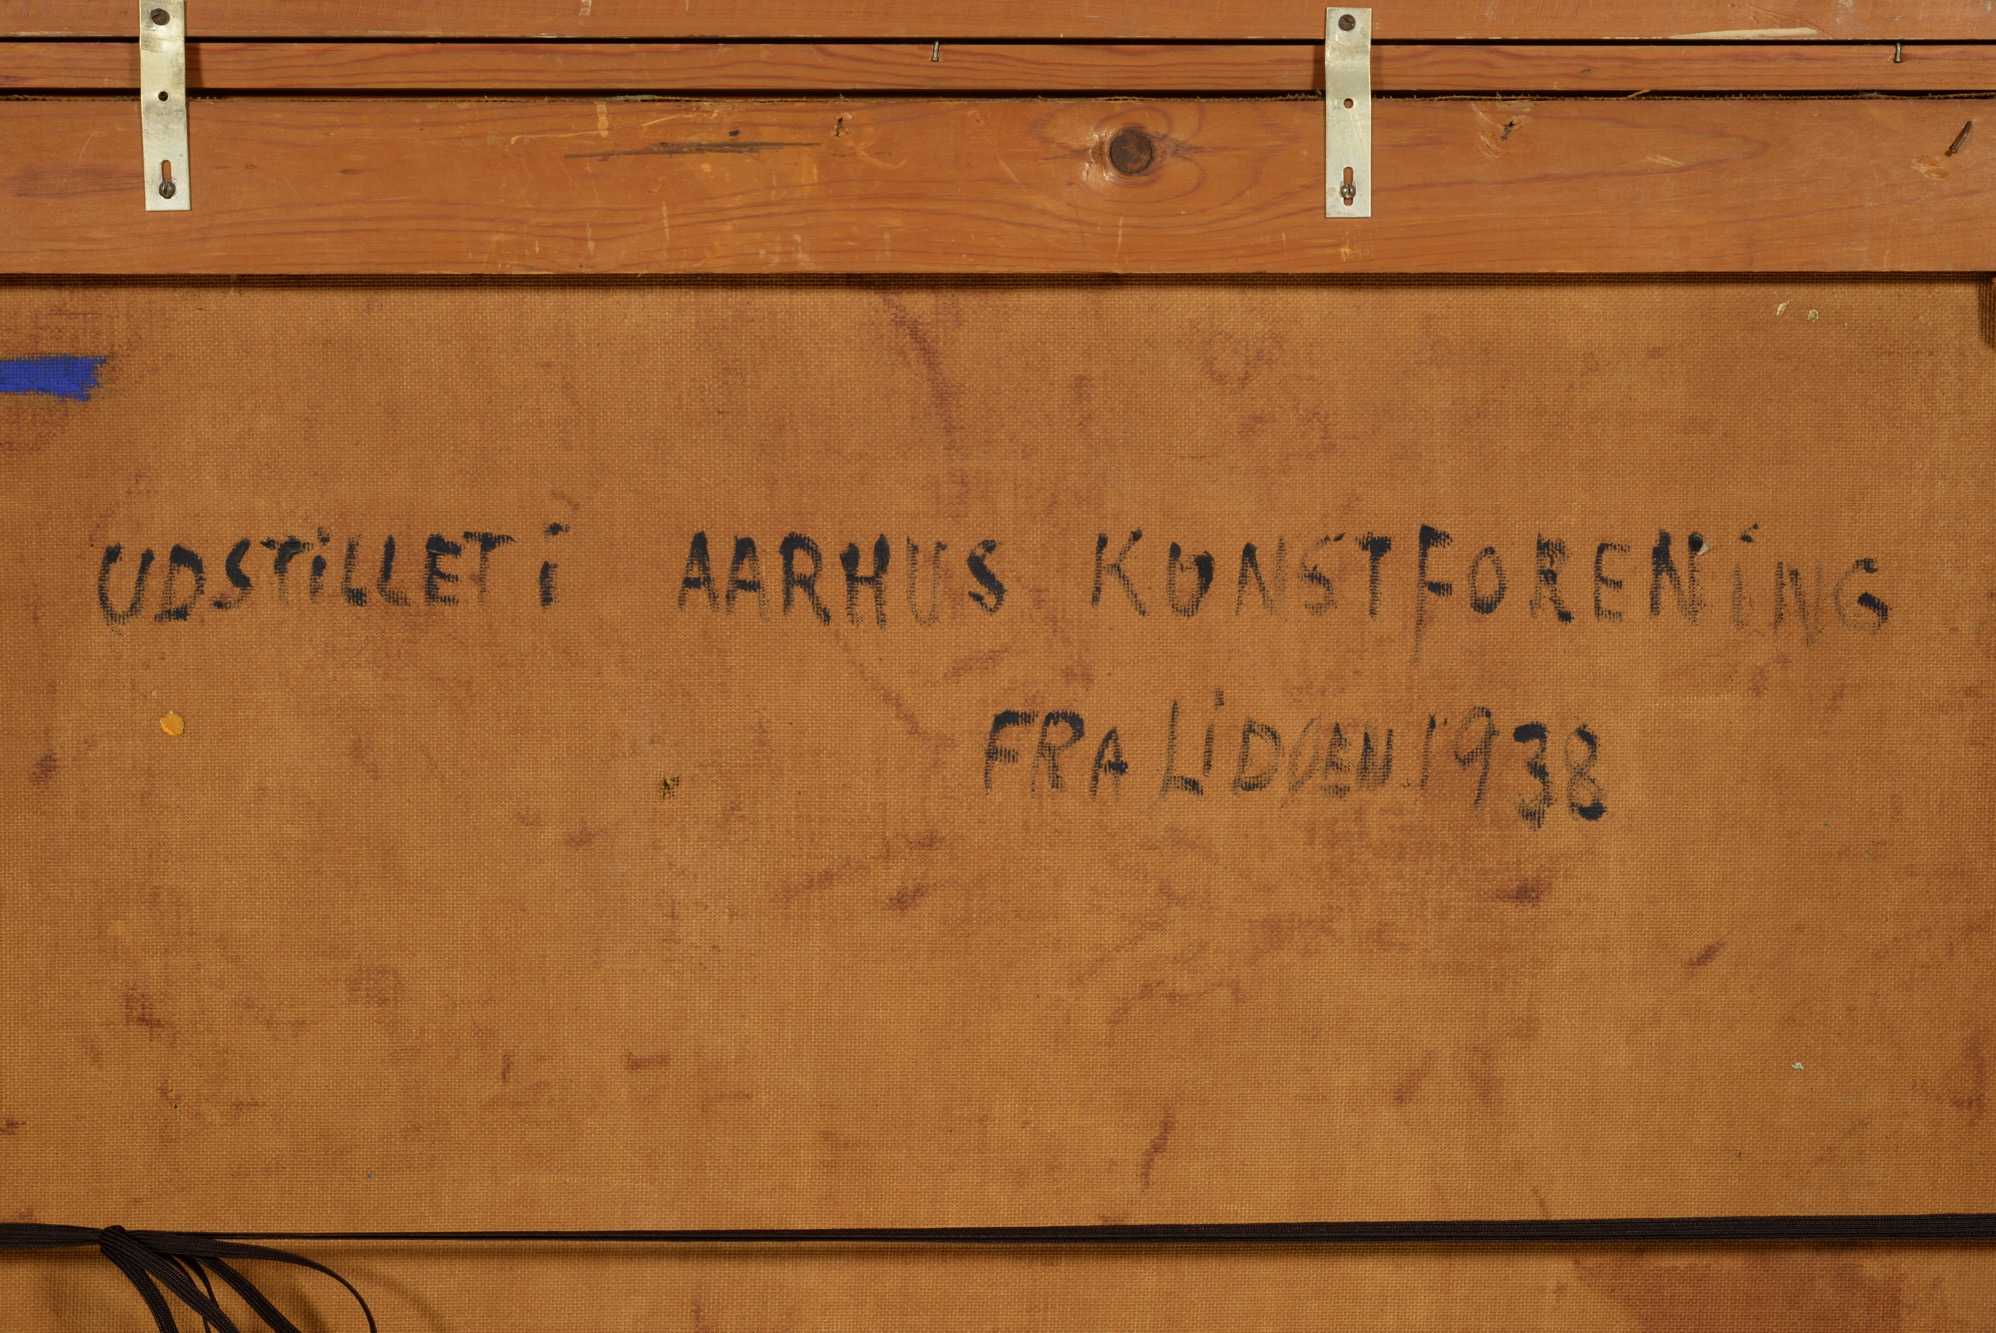 UDSTiLLET i AARHUS KUNSTFORENiNG
FRA LiDOEN 1938